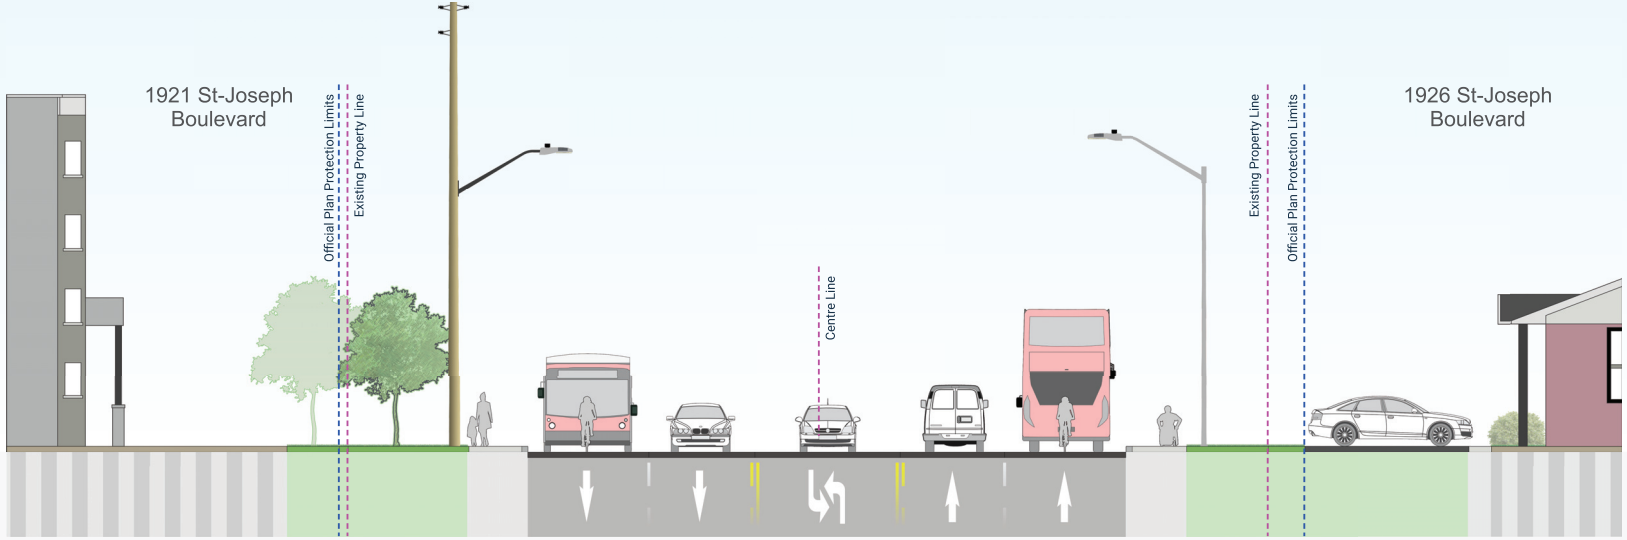 1921 St-Joseph
Boulevard
Official Plan Protection Limits
Existing Property Line
Centre Line
Existing Property Line
Official Plan Protection Limits
1926 St-Joseph
Boulevard